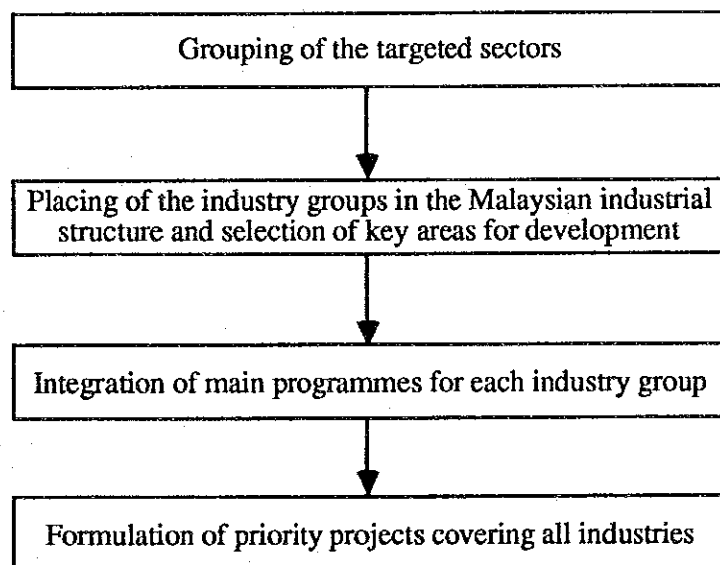 Grouping of the targeted sectors
Placing of the industry groups in the Malaysian industrial
structure and selection of key areas for development
Integration of main programmes for each industry group
Formulation of priority projects covering all industries